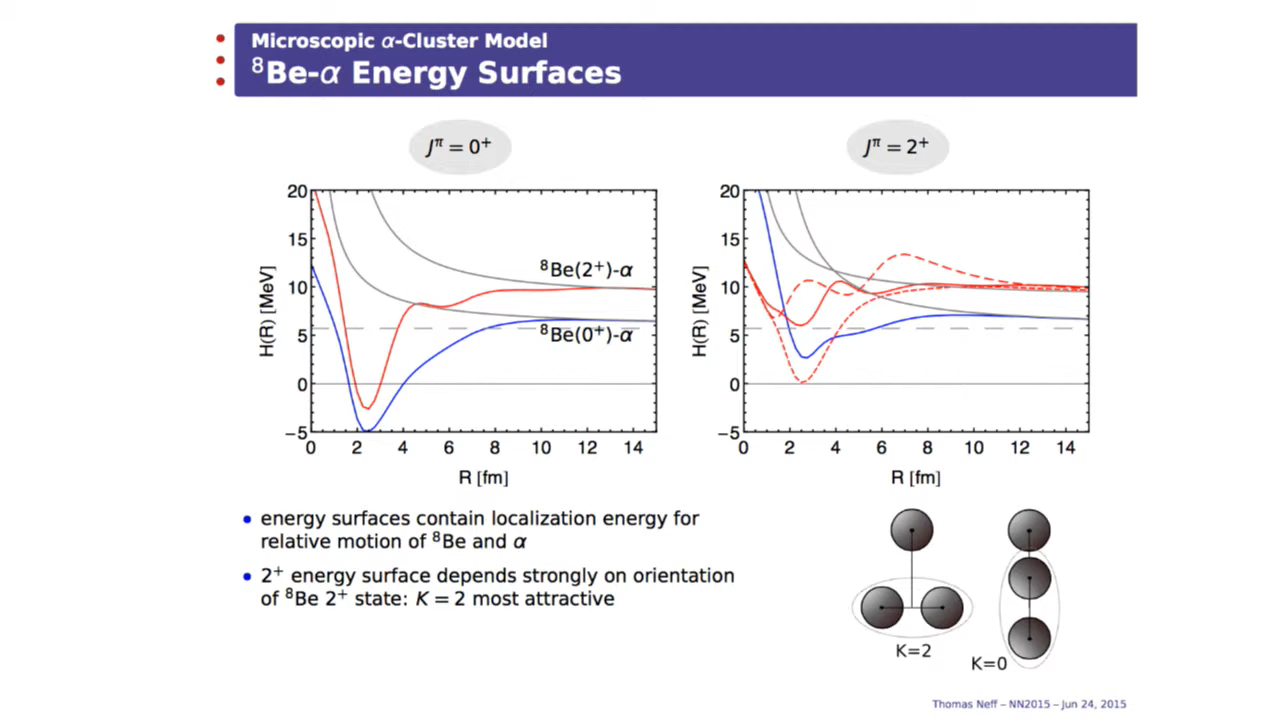 Microscopic α-Cluster Model
⁸Be-α Energy Surfaces
Jπ = 0⁺
Jπ = 2⁺
20
15
10
5
0
−5
H(R) [MeV]
⁸Be(2⁺)-α
⁸Be(0⁺)-α
0 2 4 6 8 10 12 14
R [fm]
20
15
10
5
0
−5
H(R) [MeV]
0 2 4 6 8 10 12 14
R [fm]
• energy surfaces contain localization energy for
relative motion of ⁸Be and α
• 2⁺ energy surface depends strongly on orientation
of ⁸Be 2⁺ state: K = 2 most attractive
K=2
K=0
Thomas Neff – NN2015 – Jun 24, 2015